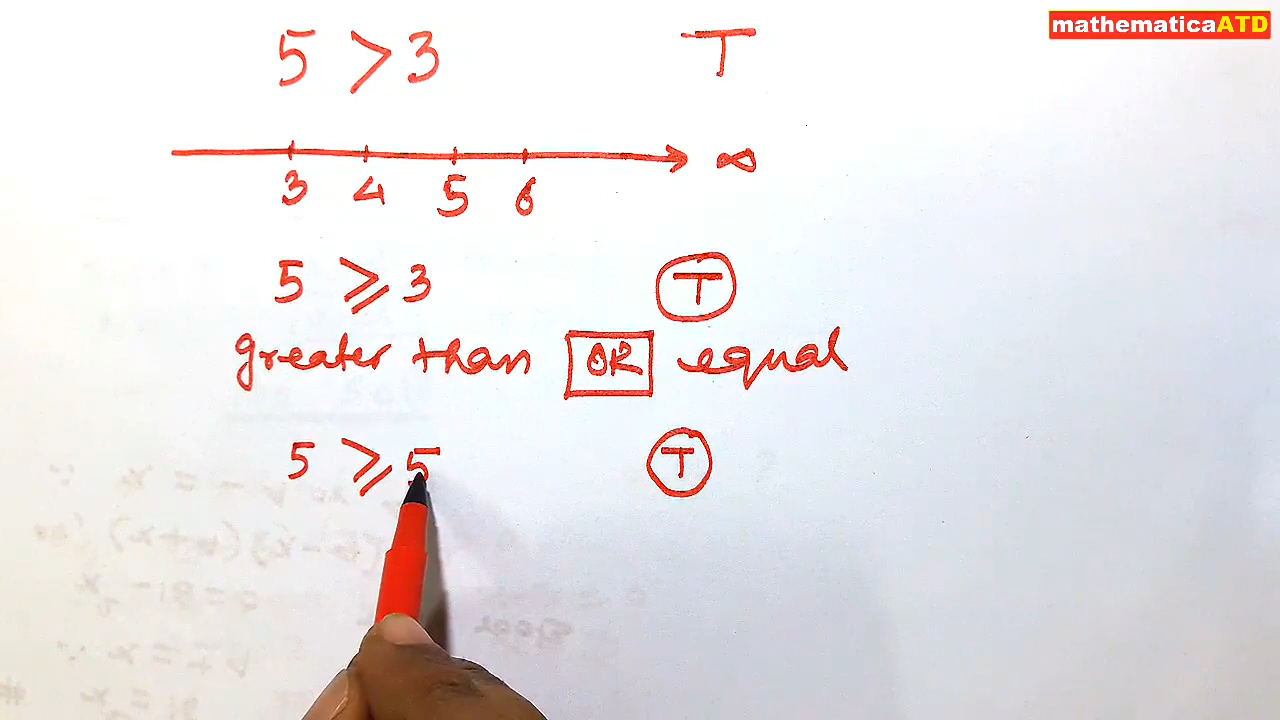 mathematicaATD
5 > 3 T
∞
3 4 5 6
5 ⩾ 3 T
greater than OR equal
5 ⩾ 5 T